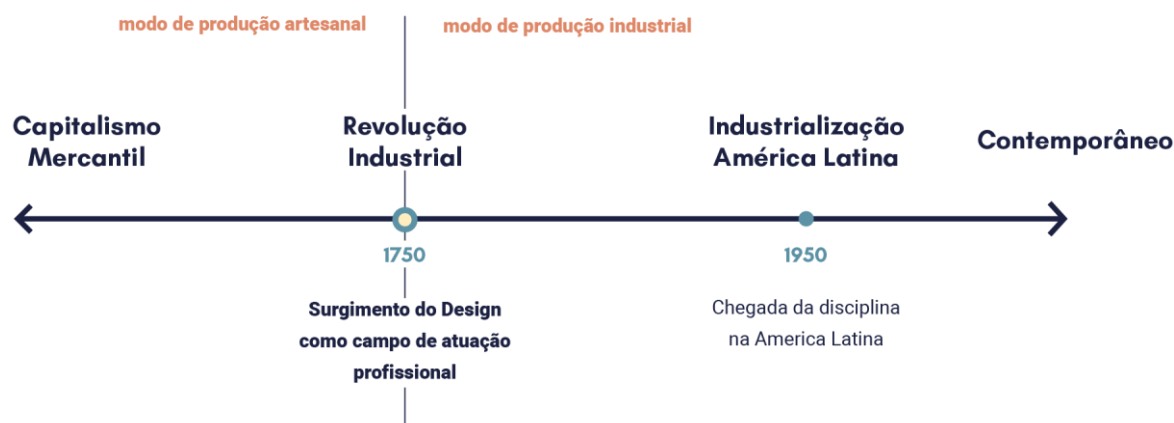 modo de produção artesanal
modo de produção industrial
Capitalismo
Mercantil
Revolução
Industrial
Industrialização
América Latina
Contemporâneo
1750
1950
Surgimento do Design
como campo de atuação
profissional
Chegada da disciplina
na America Latina